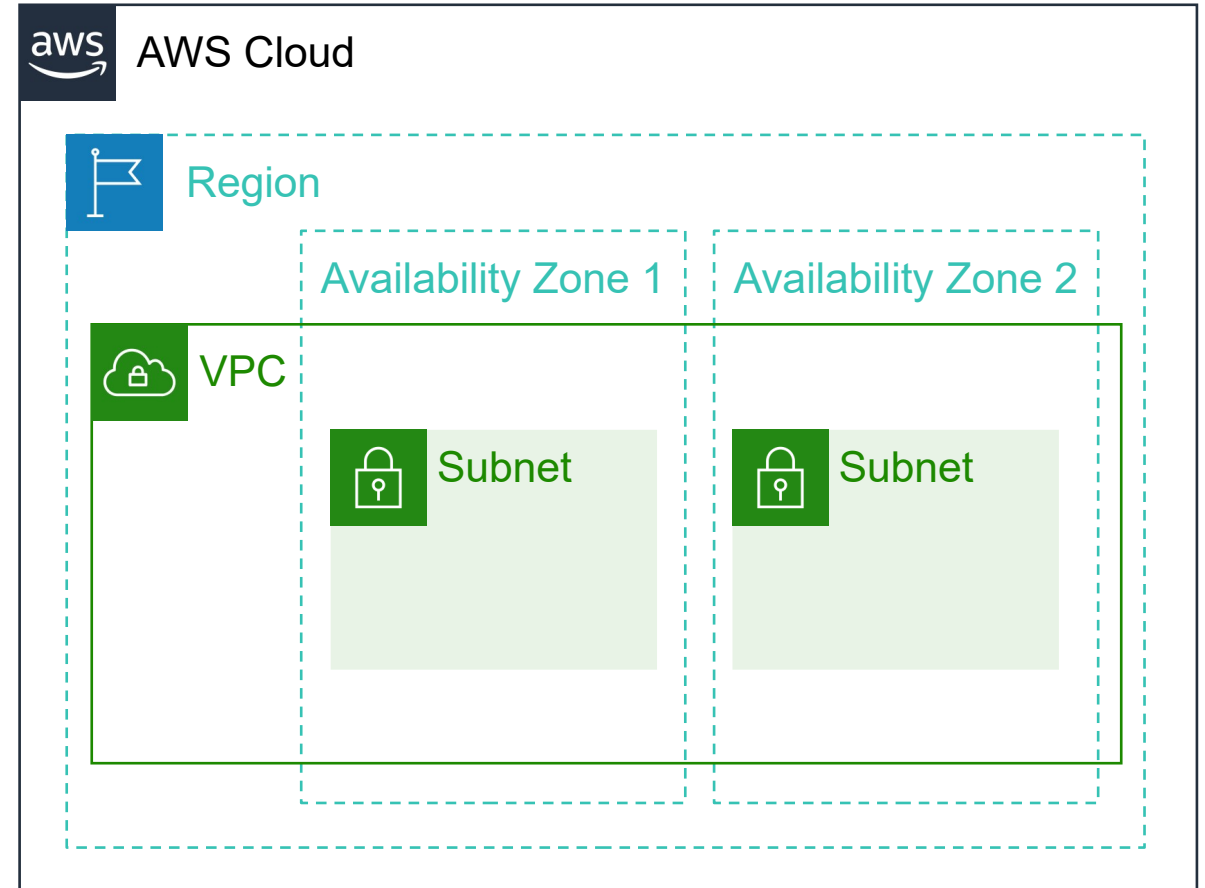 aws
AWS Cloud
Region
Availability Zone 1
Availability Zone 2
VPC
Subnet
Subnet